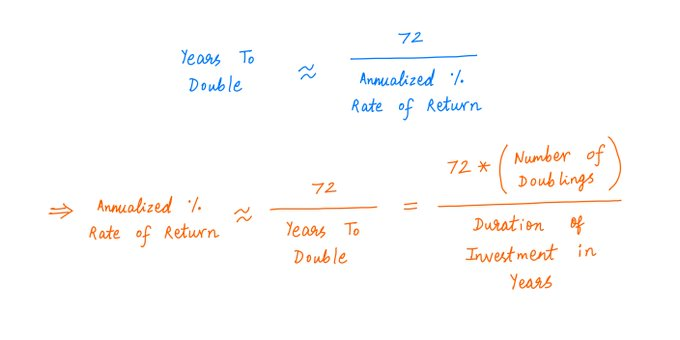 Years To Double ≈ 72 / Annualized % Rate of Return
⇒ Annualized % Rate of Return ≈ 72 / Years To Double = 72 * (Number of Doublings) / Duration of Investment in Years